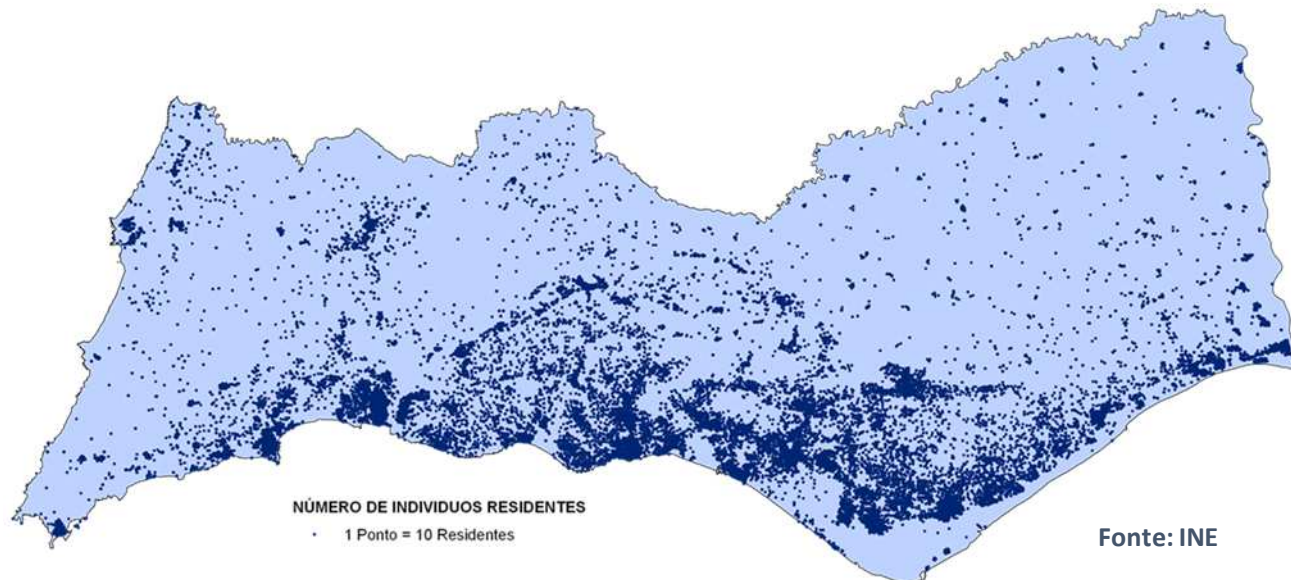 NÚMERO DE INDIVIDUOS RESIDENTES
1 Ponto = 10 Residentes
Fonte: INE